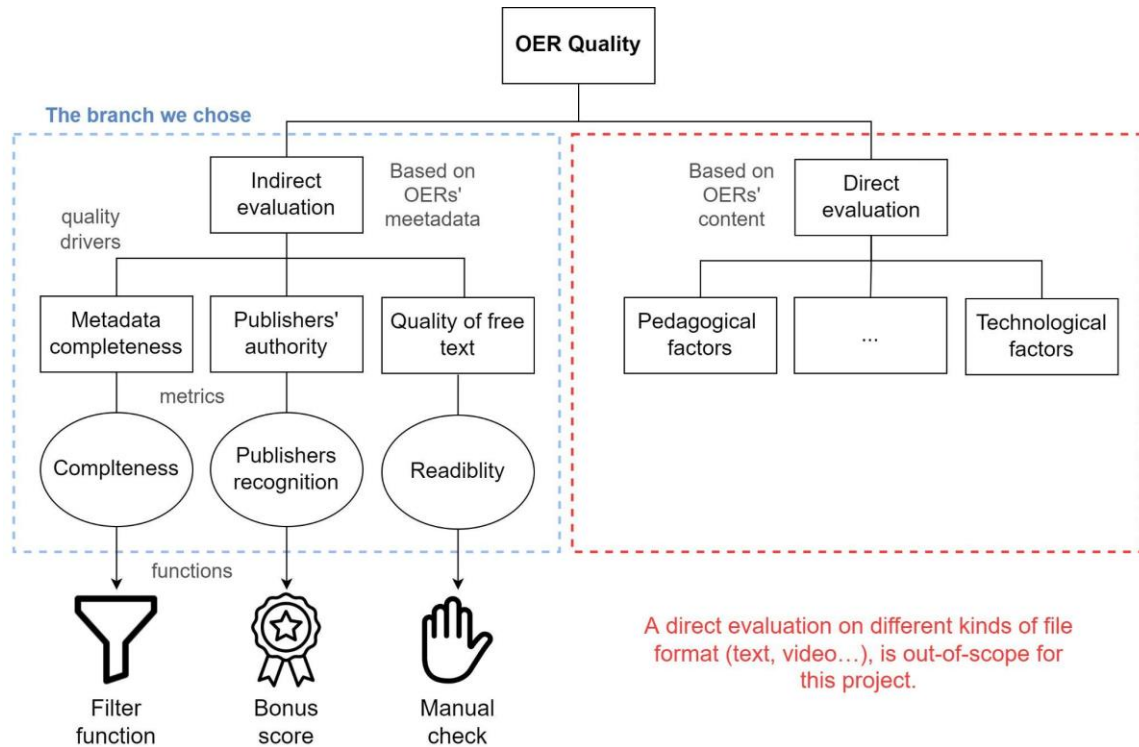 OER Quality
The branch we chose
Indirect
evaluation
Based on
OERs'
meetadata
quality
drivers
Metadada
completeness
Publishers'
authority
Quality of free
text
metrics
Complteness
Publishers
recognition
Readiblity
functions
Filter
function
Bonus
score
Manual
check
Based on
OERs'
content
Direct
evaluation
Pedagogical
factors
...
Technological
factors
A direct evaluation on different kinds of file
format (text, video…), is out-of-scope for
this project.